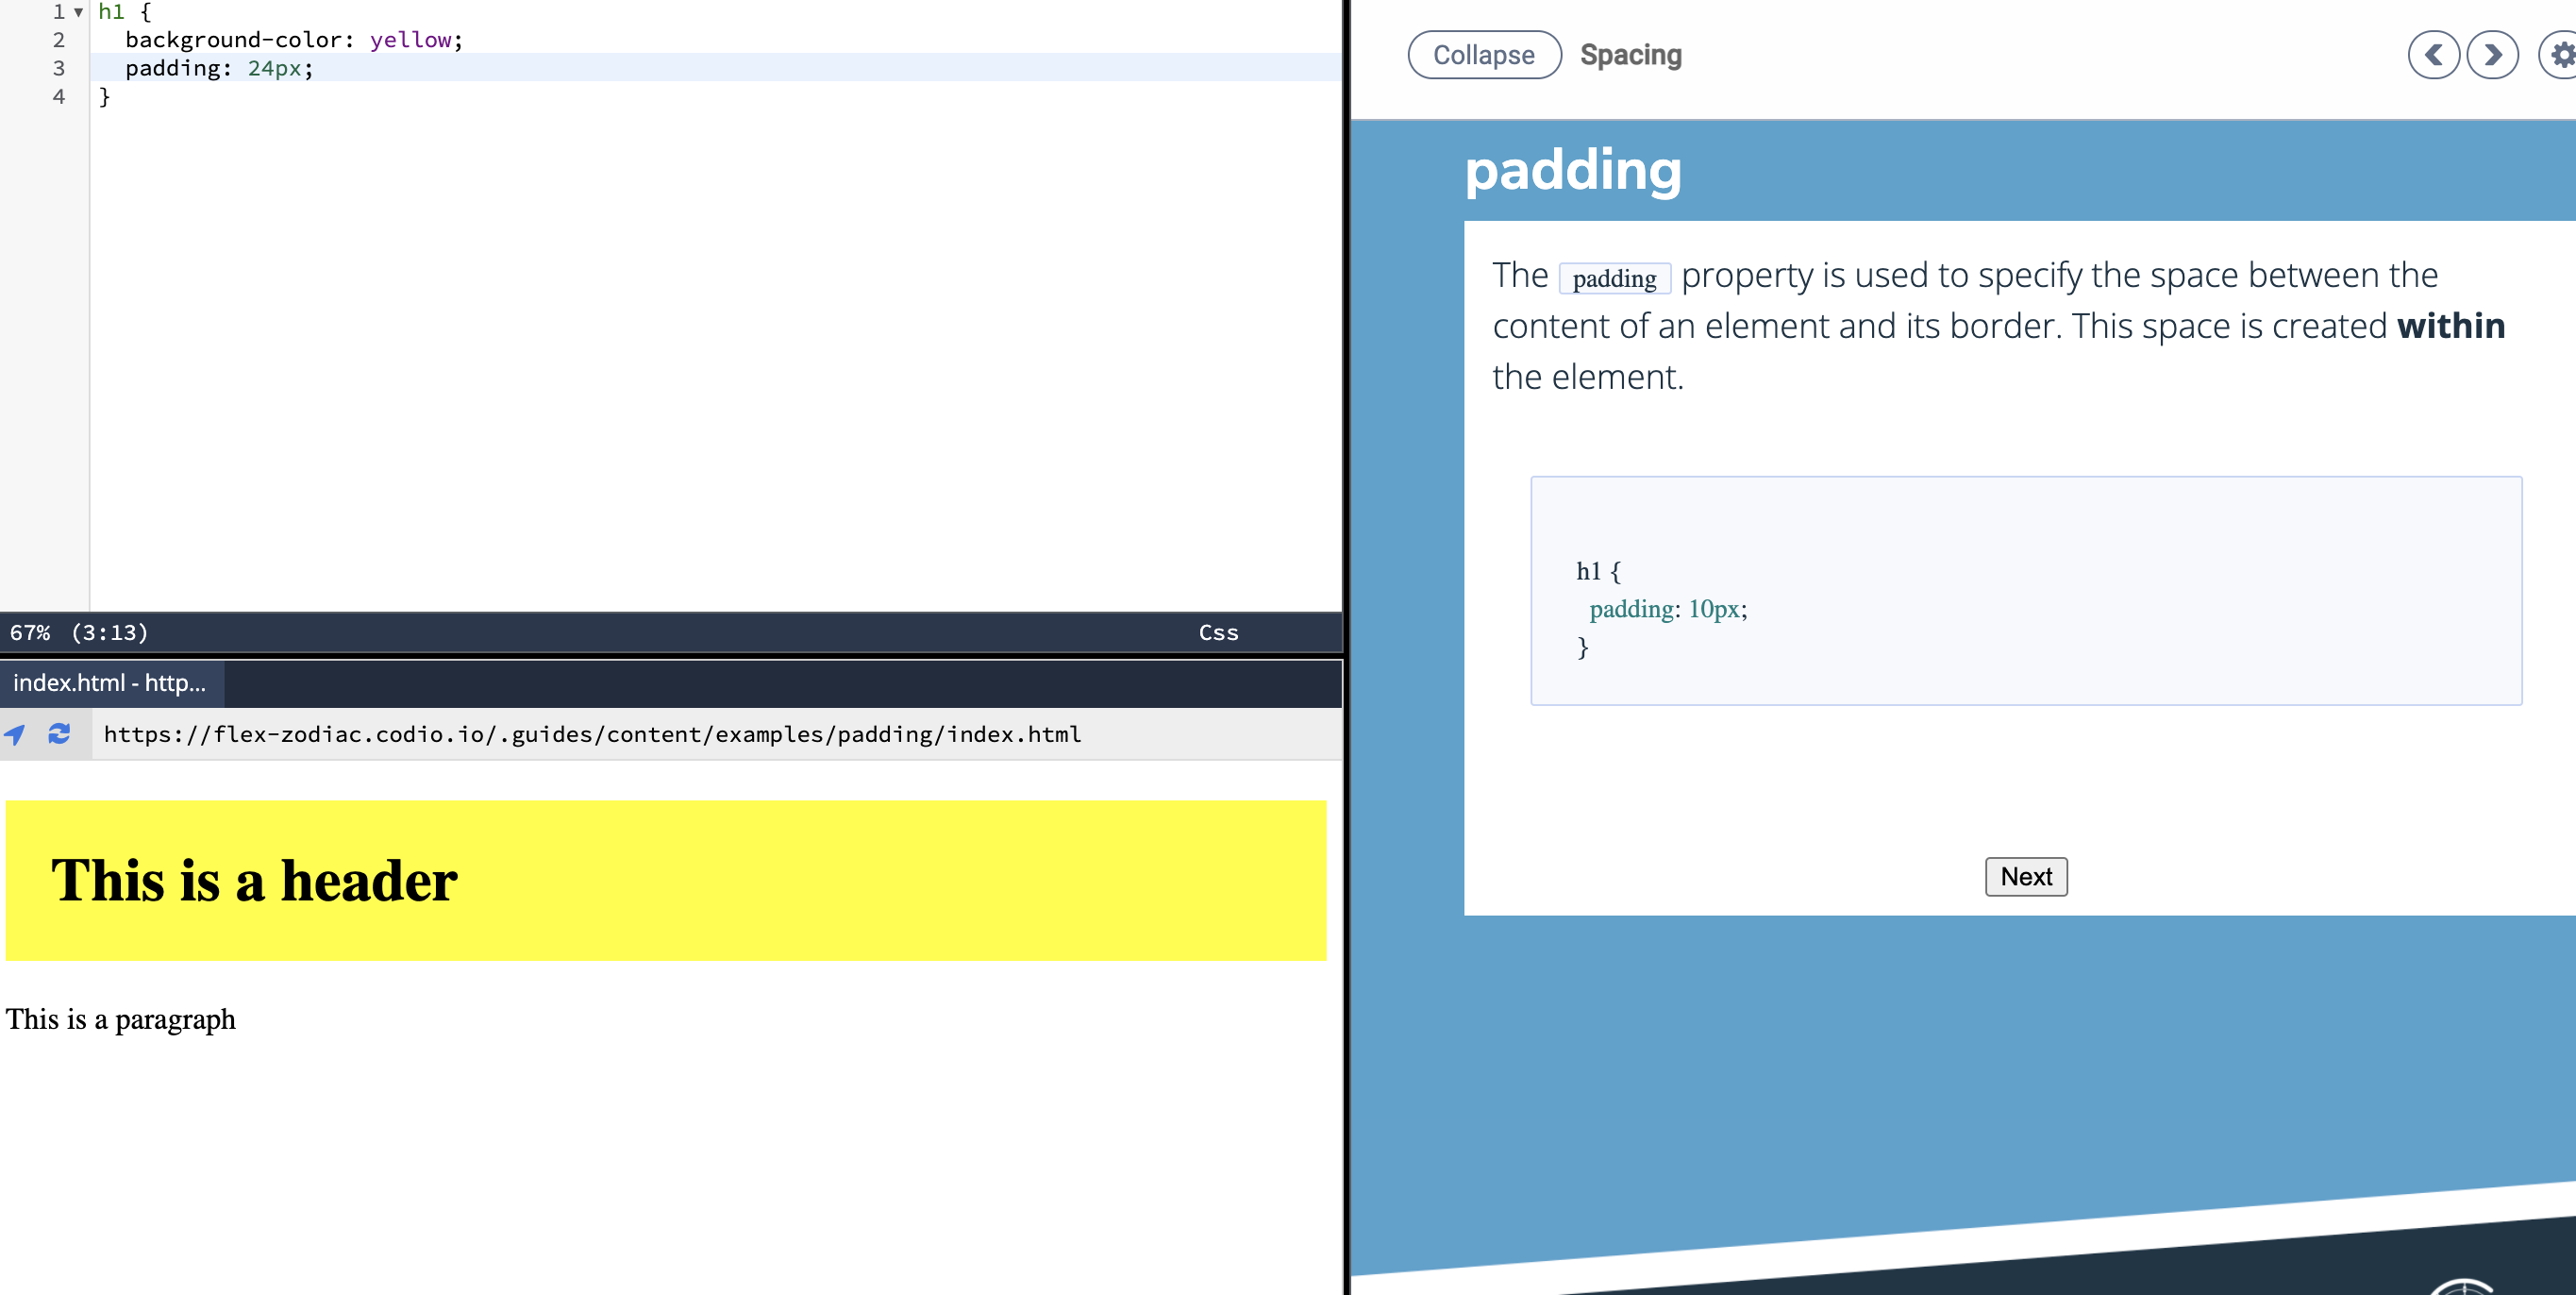 1 h1 {
2 background-color: yellow;
3 padding: 24px;
4 }
67% (3:13) Css
index.html - http...
https://flex-zodiac.codio.io/.guides/content/examples/padding/index.html
This is a header
This is a paragraph
Collapse Spacing
padding
The padding property is used to specify the space between the
content of an element and its border. This space is created within
the element.
h1 {
padding: 10px;
}
Next